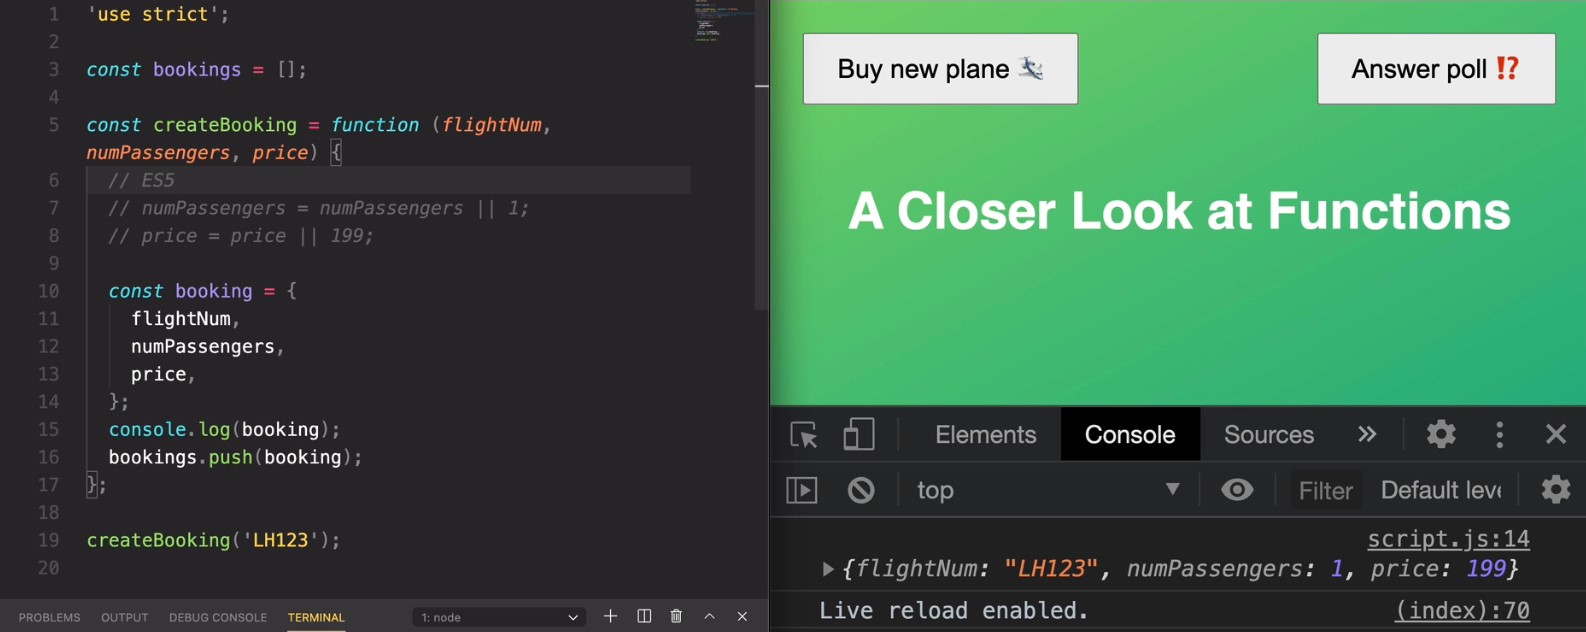 1 'use strict';
2
3 const bookings = [];
4
5 const createBooking = function (flightNum,
numPassengers, price) {
6 // ES5
7 // numPassengers = numPassengers || 1;
8 // price = price || 199;
9
10 const booking = {
11 flightNum,
12 numPassengers,
13 price,
14 };
15 console.log(booking);
16 bookings.push(booking);
17 };
18
19 createBooking('LH123');
20
PROBLEMS OUTPUT DEBUG CONSOLE TERMINAL 1: node
Buy new plane 🛩 Answer poll ⁉️
A Closer Look at Functions
Elements Console Sources »
top Filter Default leve
script.js:14
{flightNum: "LH123", numPassengers: 1, price: 199}
Live reload enabled. (index):70